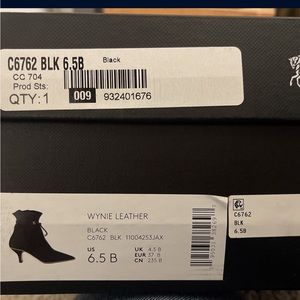 C6762 BLK 6.5B
Black
CC 704
Prod Sts:
QTY:1
009
932401676
WYNIE LEATHER
BLACK
C6762 BLK 11004253JAX
US
6.5 B
UK 4.5 B
EUR 37 B
CN 235 B
C6762
BLK
6.5B